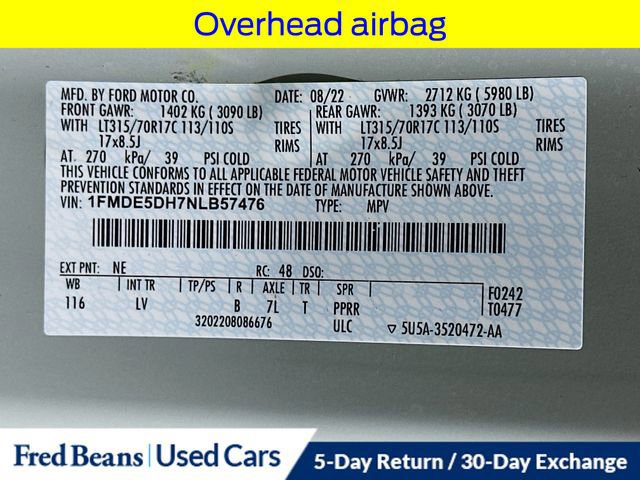 Overhead airbag
MFD. BY FORD MOTOR CO. DATE: 08/22 GVWR: 2712 KG ( 5980 LB)
FRONT GAWR: 1402 KG ( 3090 LB) REAR GAWR: 1393 KG ( 3070 LB)
WITH LT315/70R17C 113/110S TIRES WITH LT315/70R17C 113/110S TIRES
17x8.5J RIMS 17x8.5J RIMS
AT 270 kPa/ 39 PSI COLD AT 270 kPa/ 39 PSI COLD
THIS VEHICLE CONFORMS TO ALL APPLICABLE FEDERAL MOTOR VEHICLE SAFETY AND THEFT
PREVENTION STANDARDS IN EFFECT ON THE DATE OF MANUFACTURE SHOWN ABOVE.
VIN: 1FMDE5DH7NLB57476 TYPE: MPV
EXT PNT: NE RC: 48 DSO:
WB INT TR TP/PS R AXLE TR SPR F0242
116 LV B 7L T PPRR T0477
3202208086676 ULC ▽ 5U5A-3520472-AA
Fred Beans | Used Cars 5-Day Return / 30-Day Exchange